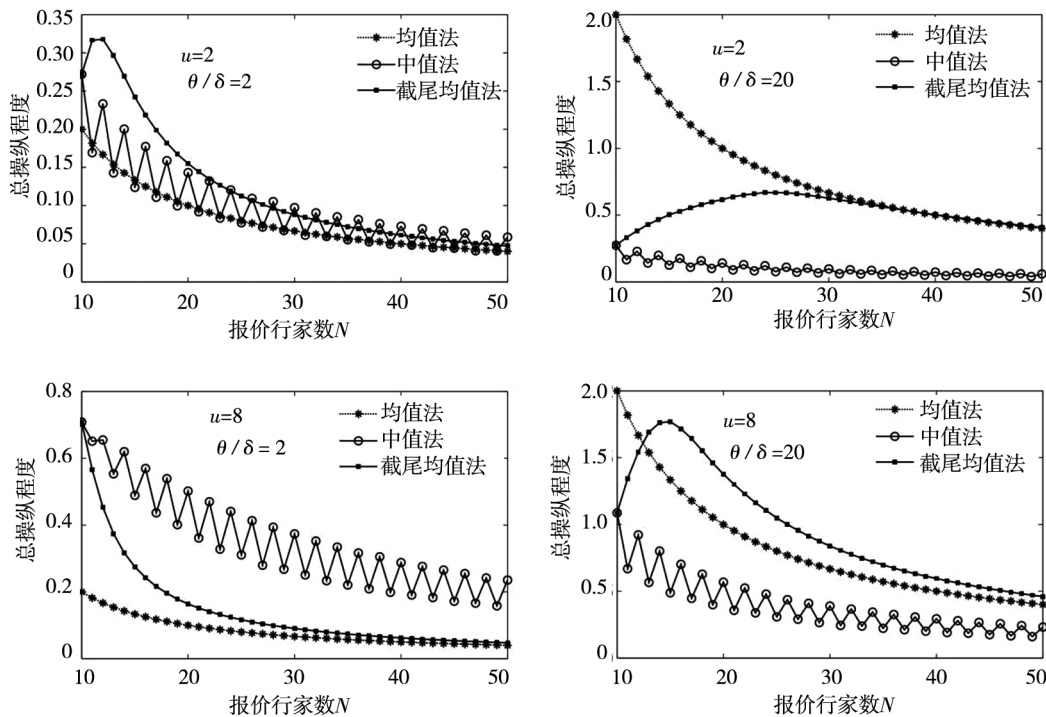 0.35
0.30
0.25
0.20
0.15
0.10
0.05
0
总操纵程度
u=2
θ/δ=2
均值法
中值法
截尾均值法
10 20 30 40 50
报价行家数N
2.0
1.5
1.0
0.5
0
总操纵程度
u=2
θ/δ=20
均值法
中值法
截尾均值法
10 20 30 40 50
报价行家数N
0.8
0.6
0.4
0.2
0
总操纵程度
u=8
θ/δ=2
均值法
中值法
截尾均值法
10 20 30 40 50
报价行家数N
2.0
1.5
1.0
0.5
0
总操纵程度
u=8
θ/δ=20
均值法
中值法
截尾均值法
10 20 30 40 50
报价行家数N